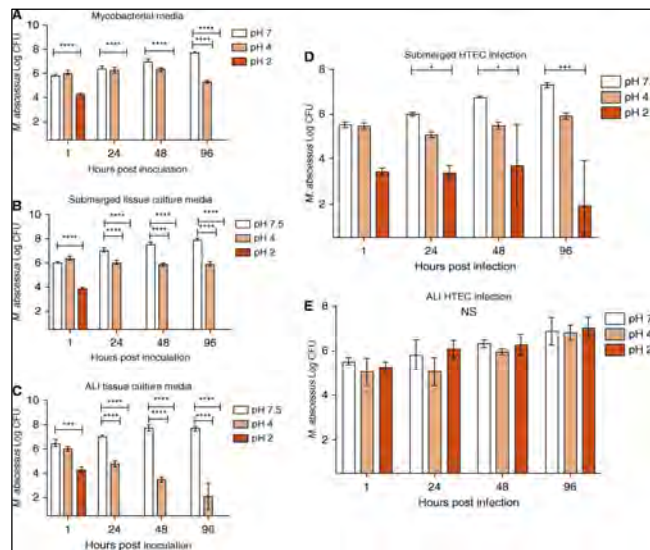 A
Mycobacterial media
M. abscessus Log CFU
8
6
4
2
****
****
****
****
****
pH 7
pH 4
pH 2
1 24 48 96
Hours post inoculation
B
Submerged tissue culture media
M. abscessus Log CFU
10
8
6
4
2
****
****
****
****
****
****
****
pH 7.5
pH 4
pH 2
1 24 48 96
Hours post inoculation
C
ALI tissue culture media
M. abscessus Log CFU
10
8
6
4
2
***
****
****
****
****
****
****
pH 7.5
pH 4
pH 2
1 24 48 96
Hours post inoculation
D
Submerged HTEC infection
M. abscessus Log CFU
8
6
4
2
*
*
***
pH 7.5
pH 4
pH 2
1 24 48 96
Hours post infection
E
ALI HTEC infection
NS
M. abscessus Log CFU
8
6
4
2
pH 7
pH 4
pH 2
1 24 48 96
Hours post infection